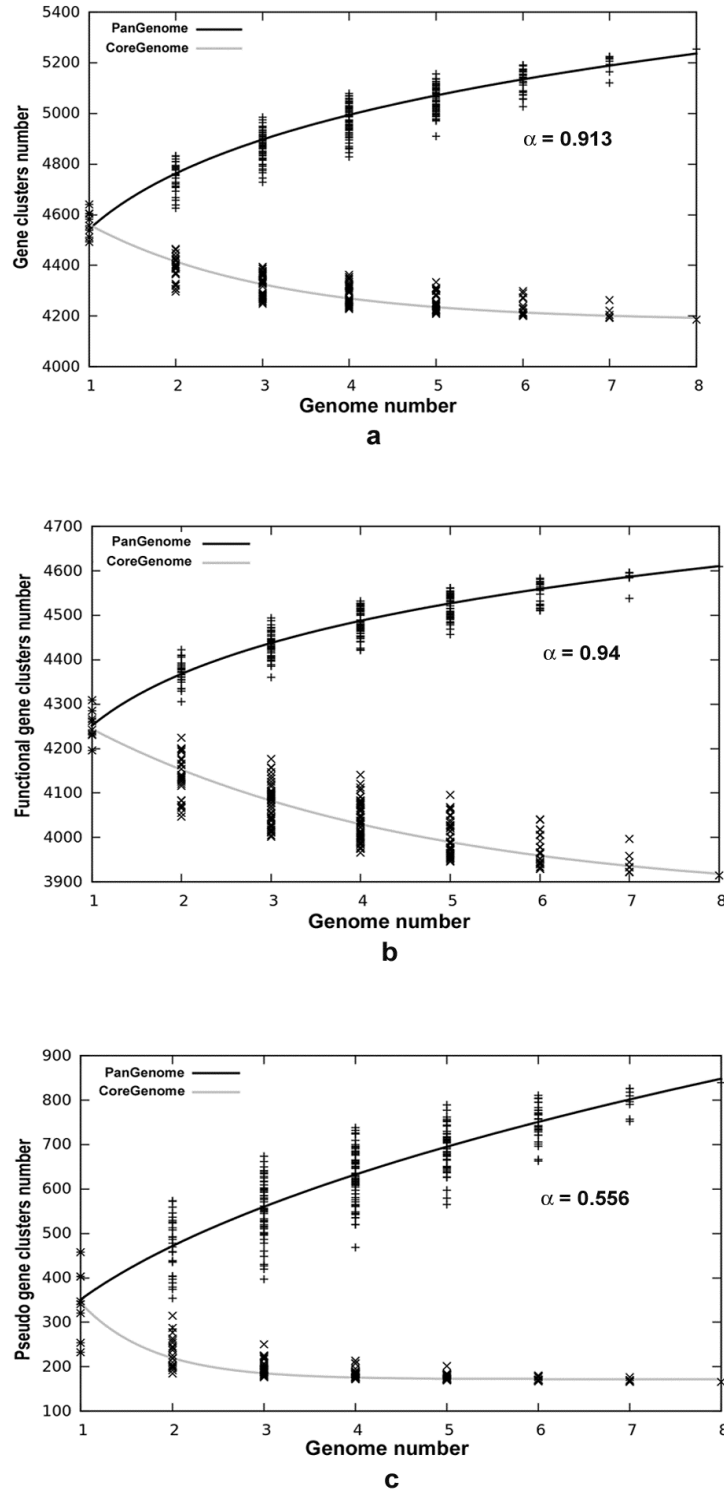 5400
PanGenome
CoreGenome
5200
5000
4800
4600
4400
4200
4000
Gene clusters number
α = 0.913
1 2 3 4 5 6 7 8
Genome number
a
4700
PanGenome
CoreGenome
4600
4500
4400
4300
4200
4100
4000
3900
Functional gene clusters number
α = 0.94
1 2 3 4 5 6 7 8
Genome number
b
900
PanGenome
CoreGenome
800
700
600
500
400
300
200
100
Pseudo gene clusters number
α = 0.556
1 2 3 4 5 6 7 8
Genome number
c